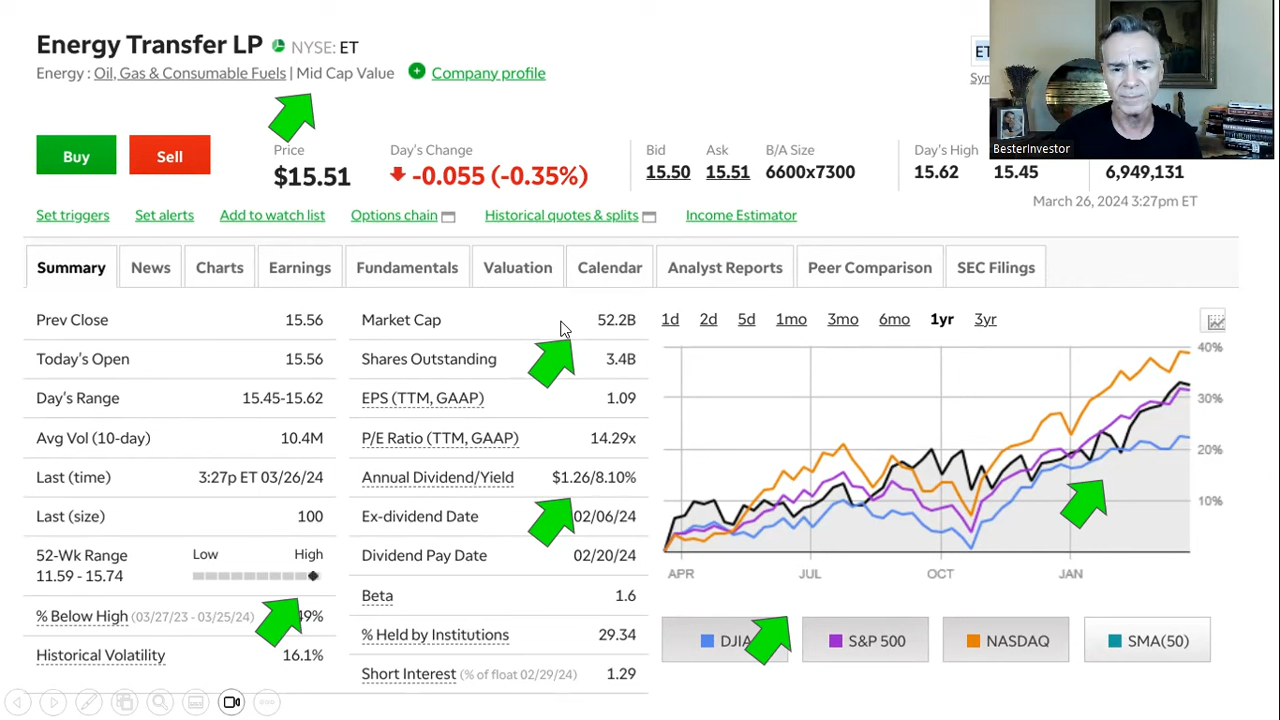 Energy Transfer LP NYSE: ET
Energy : Oil, Gas & Consumable Fuels | Mid Cap Value Company profile
ET
BesterInvestor
Buy Sell
Price Day's Change Bid Ask B/A Size Day's High
$15.51 -0.055 (-0.35%) 15.50 15.51 6600x7300 15.62 15.45 6,949,131
March 26, 2024 3:27pm ET
Set triggers Set alerts Add to watch list Options chain Historical quotes & splits Income Estimator
Summary News Charts Earnings Fundamentals Valuation Calendar Analyst Reports Peer Comparison SEC Filings
Prev Close 15.56
Today's Open 15.56
Day's Range 15.45-15.62
Avg Vol (10-day) 10.4M
Last (time) 3:27p ET 03/26/24
Last (size) 100
52-Wk Range Low High
11.59 - 15.74
% Below High (03/27/23 - 03/25/24) 49%
Historical Volatility 16.1%
Market Cap 52.2B
Shares Outstanding 3.4B
EPS (TTM, GAAP) 1.09
P/E Ratio (TTM, GAAP) 14.29x
Annual Dividend/Yield $1.26/8.10%
Ex-dividend Date 02/06/24
Dividend Pay Date 02/20/24
Beta 1.6
% Held by Institutions 29.34
Short Interest (% of float 02/29/24) 1.29
1d 2d 5d 1mo 3mo 6mo 1yr 3yr
40%
30%
20%
10%
APR JUL OCT JAN
DJIA S&P 500 NASDAQ SMA(50)